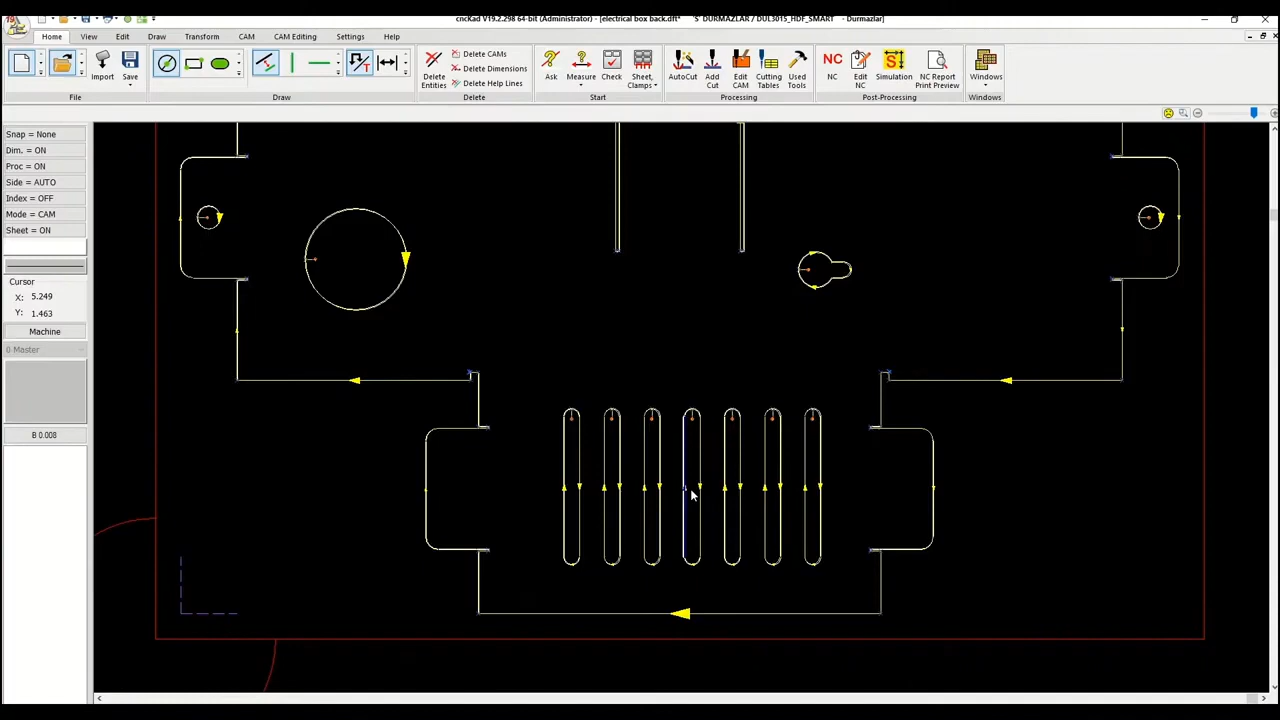 cncKad V19.2.298 64-bit (Administrator) - [electrical box back.dft*    'S' DURMAZLAR / DUL3015_HDF_SMART    - Durmazlar]
Home View Edit Draw Transform CAM CAM Editing Settings Help
Import
Save
File
Draw
Delete Entities
Delete CAMs
Delete Dimensions
Delete Help Lines
Delete
Ask
Measure
Check
Sheet, Clamps
Start
AutoCut
Add Cut
Edit CAM
Cutting Tables
Used Tools
Processing
NC
NC
Edit NC
Simulation
NC Report Print Preview
Post-Processing
Windows
Windows
Snap = None
Dim. = ON
Proc = ON
Side = AUTO
Index = OFF
Mode = CAM
Sheet = ON
Cursor
X: 5.249
Y: 1.463
Machine
0 Master
B 0.008